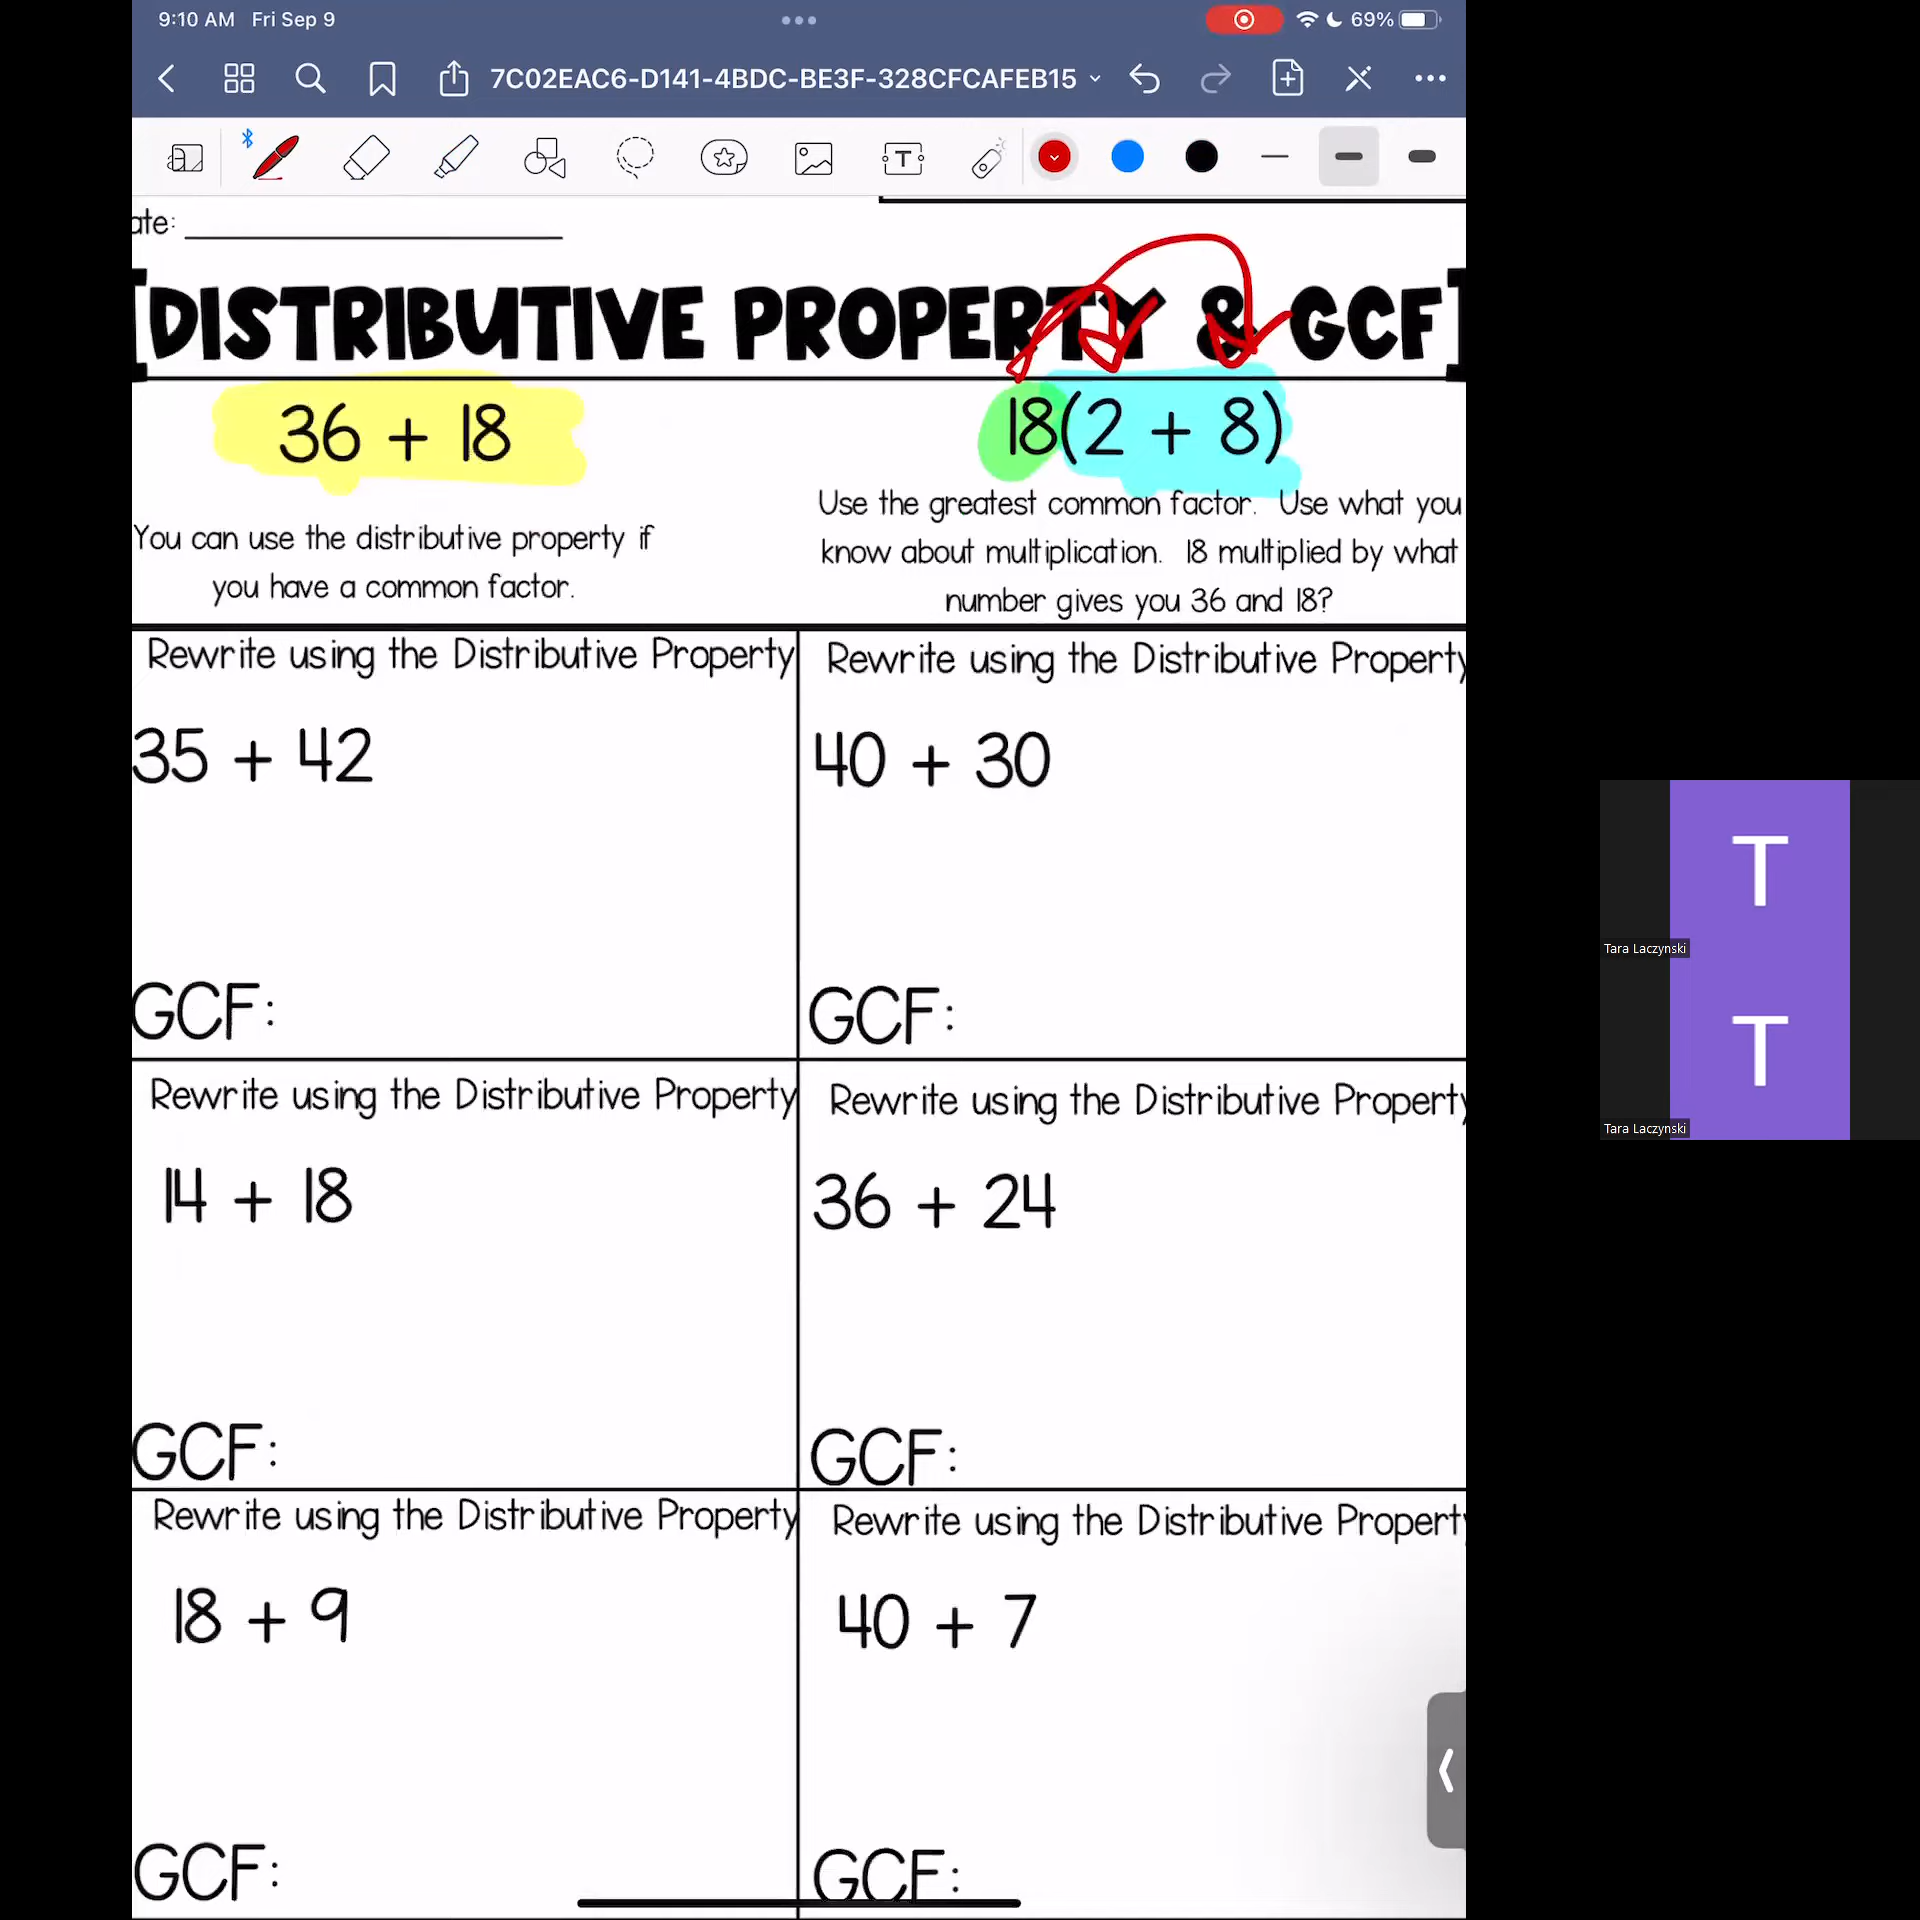 9:10 AM Fri Sep 9
69%
7C02EAC6-D141-4BDC-BE3F-328CFCAFEB15
T
ate:
[DISTRIBUTIVE PROPERTY & GCF]
36 + 18
18(2 + 8)
You can use the distributive property if
you have a common factor.
Use the greatest common factor. Use what you
know about multiplication. 18 multiplied by what
number gives you 36 and 18?
Rewrite using the Distributive Property
35 + 42
GCF:
Rewrite using the Distributive Property
40 + 30
GCF:
Rewrite using the Distributive Property
14 + 18
GCF:
Rewrite using the Distributive Property
36 + 24
GCF:
Rewrite using the Distributive Property
18 + 9
GCF:
Rewrite using the Distributive Property
40 + 7
GCF:
T
Tara Laczynski
T
Tara Laczynski